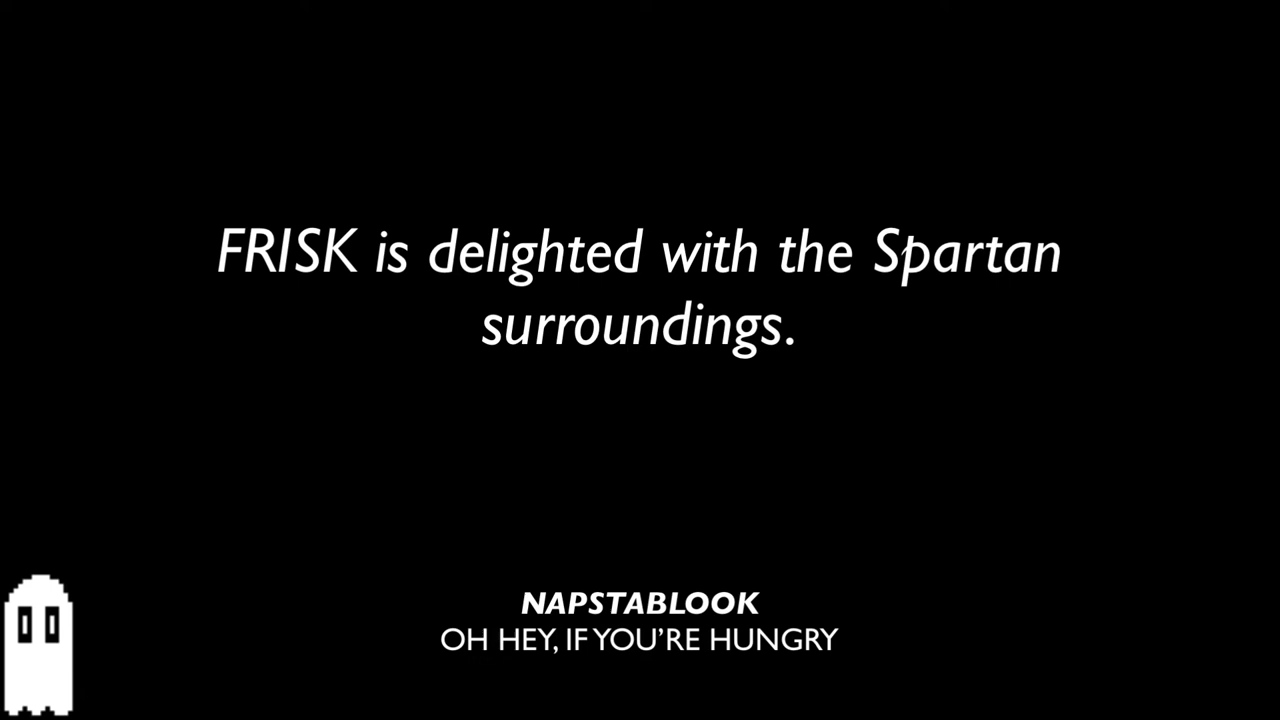 FRISK is delighted with the Spartan
surroundings.
NAPSTABLOOK
OH HEY, IF YOU’RE HUNGRY